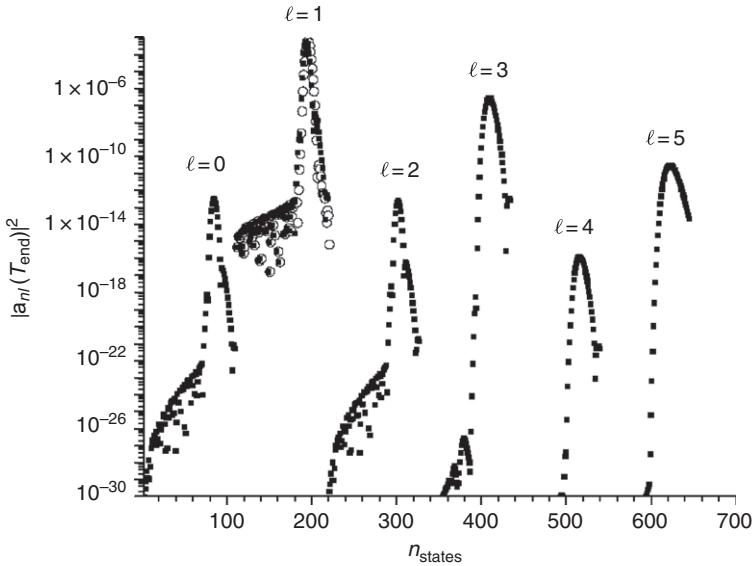 ℓ= 1
ℓ= 3
ℓ= 5
ℓ= 0
ℓ= 2
ℓ= 4
1 × 10⁻⁶
1 × 10⁻¹⁰
1 × 10⁻¹⁴
10⁻¹⁸
10⁻²²
10⁻²⁶
10⁻³⁰
|aₙₗ(T_end)|²
100 200 300 400 500 600 700
n_states